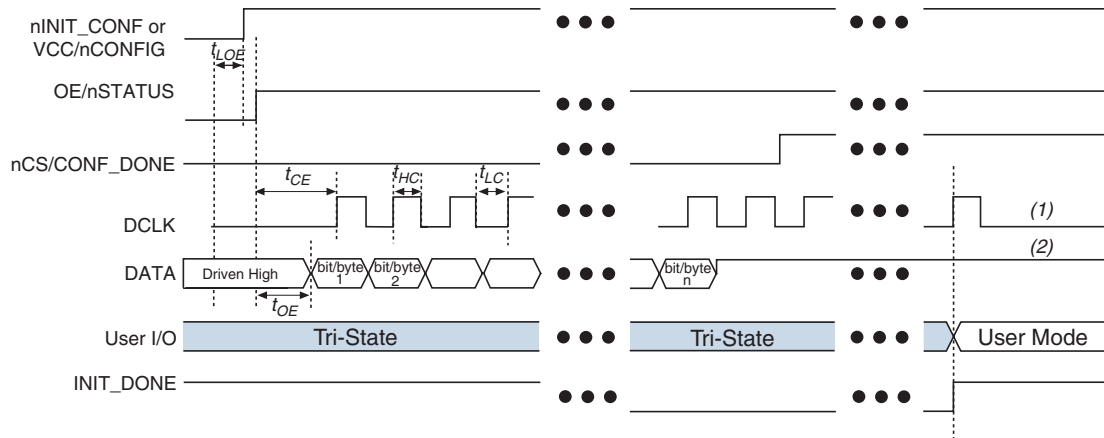 nINIT_CONF or
VCC/nCONFIG
tLOE
OE/nSTATUS
nCS/CONF_DONE
tCE
tHC
tLC
DCLK
(1)
(2)
DATA
Driven High
bit/byte
1
bit/byte
2
bit/byte
n
tOE
User I/O
Tri-State
Tri-State
User Mode
INIT_DONE